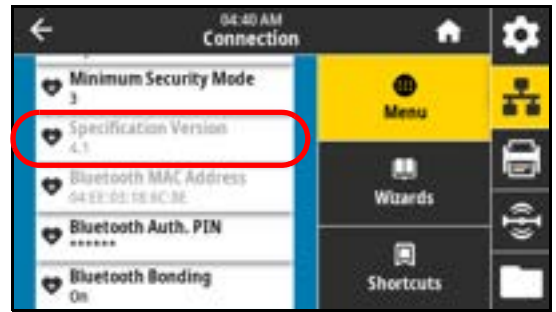 04:40 AM
Connection
Minimum Security Mode
3
Specification Version
4.1
Bluetooth MAC Address
Bluetooth Auth. PIN
******
Bluetooth Bonding
On
Menu
Wizards
Shortcuts